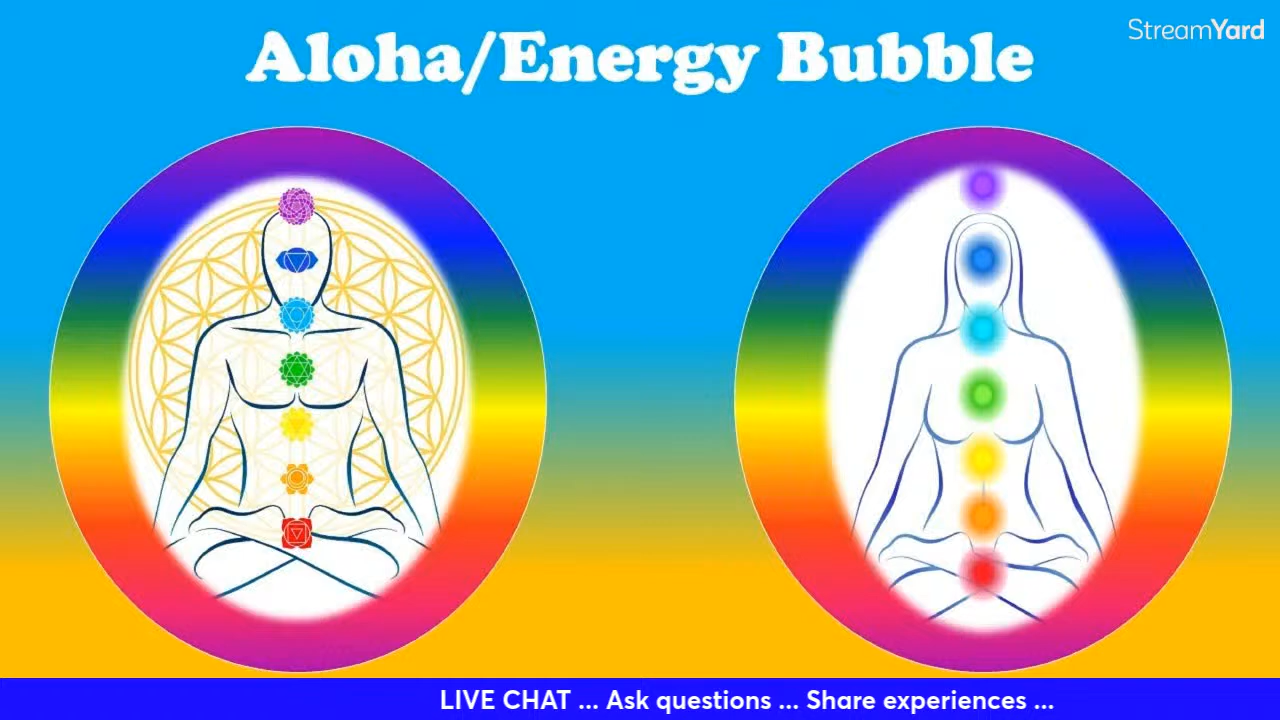 StreamYard
Aloha/Energy Bubble
LIVE CHAT ... Ask questions ... Share experiences ...